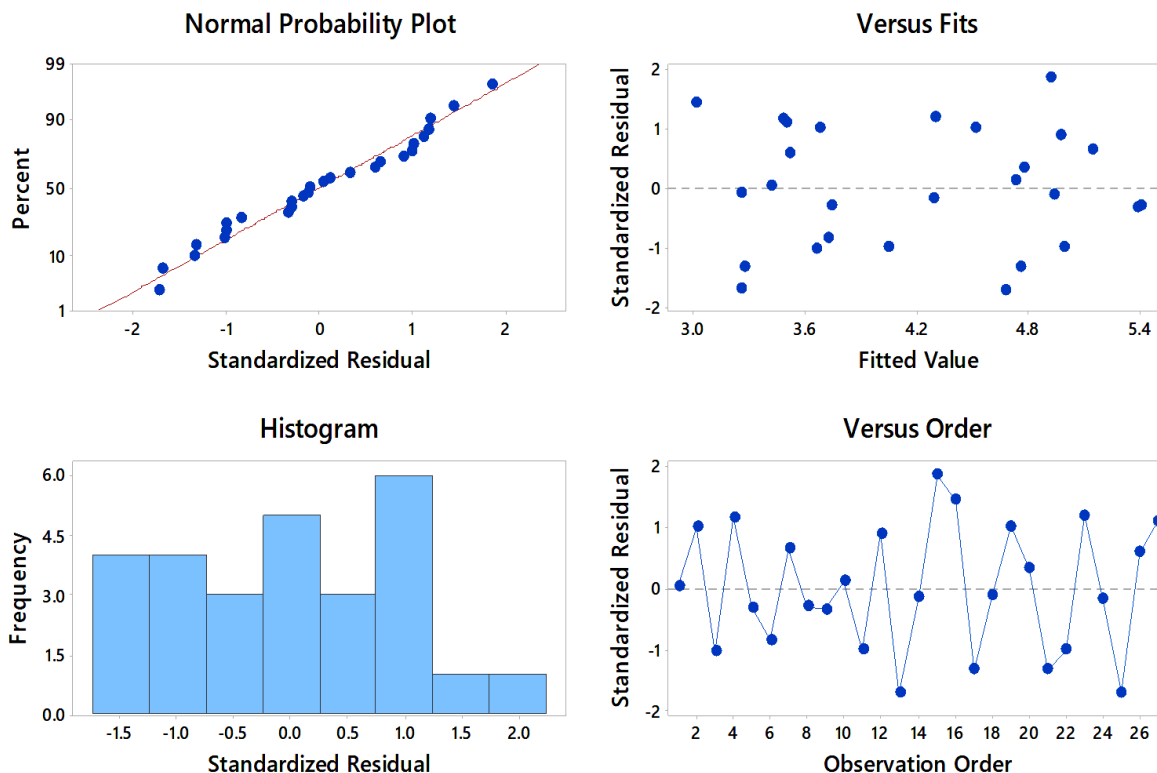 Normal Probability Plot
99
90
50
10
1
Percent
-2 -1 0 1 2
Standardized Residual
Versus Fits
2
1
0
-1
-2
Standardized Residual
3.0 3.6 4.2 4.8 5.4
Fitted Value
Histogram
6.0
4.5
3.0
1.5
0.0
Frequency
-1.5 -1.0 -0.5 0.0 0.5 1.0 1.5 2.0
Standardized Residual
Versus Order
2
1
0
-1
-2
Standardized Residual
2 4 6 8 10 12 14 16 18 20 22 24 26
Observation Order